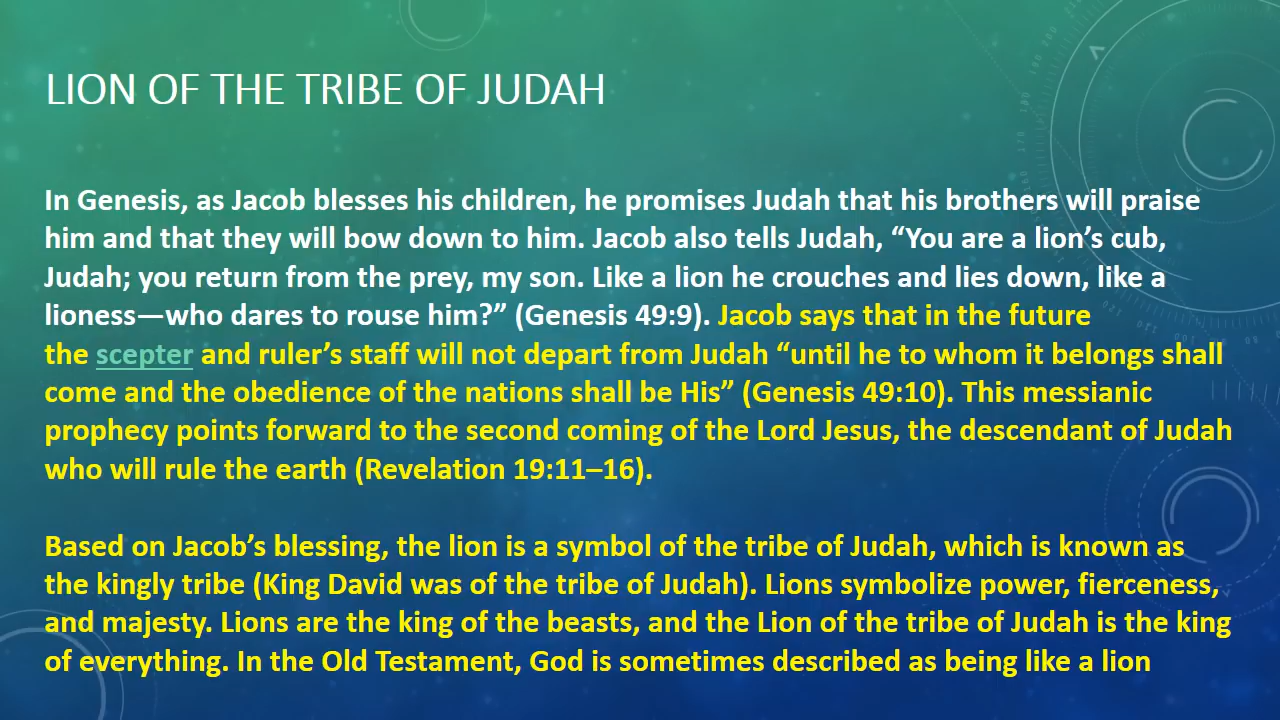 LION OF THE TRIBE OF JUDAH
In Genesis, as Jacob blesses his children, he promises Judah that his brothers will praise
him and that they will bow down to him. Jacob also tells Judah, “You are a lion’s cub,
Judah; you return from the prey, my son. Like a lion he crouches and lies down, like a
lioness—who dares to rouse him?” (Genesis 49:9). Jacob says that in the future
the scepter and ruler’s staff will not depart from Judah “until he to whom it belongs shall
come and the obedience of the nations shall be His” (Genesis 49:10). This messianic
prophecy points forward to the second coming of the Lord Jesus, the descendant of Judah
who will rule the earth (Revelation 19:11–16).
Based on Jacob’s blessing, the lion is a symbol of the tribe of Judah, which is known as
the kingly tribe (King David was of the tribe of Judah). Lions symbolize power, fierceness,
and majesty. Lions are the king of the beasts, and the Lion of the tribe of Judah is the king
of everything. In the Old Testament, God is sometimes described as being like a lion